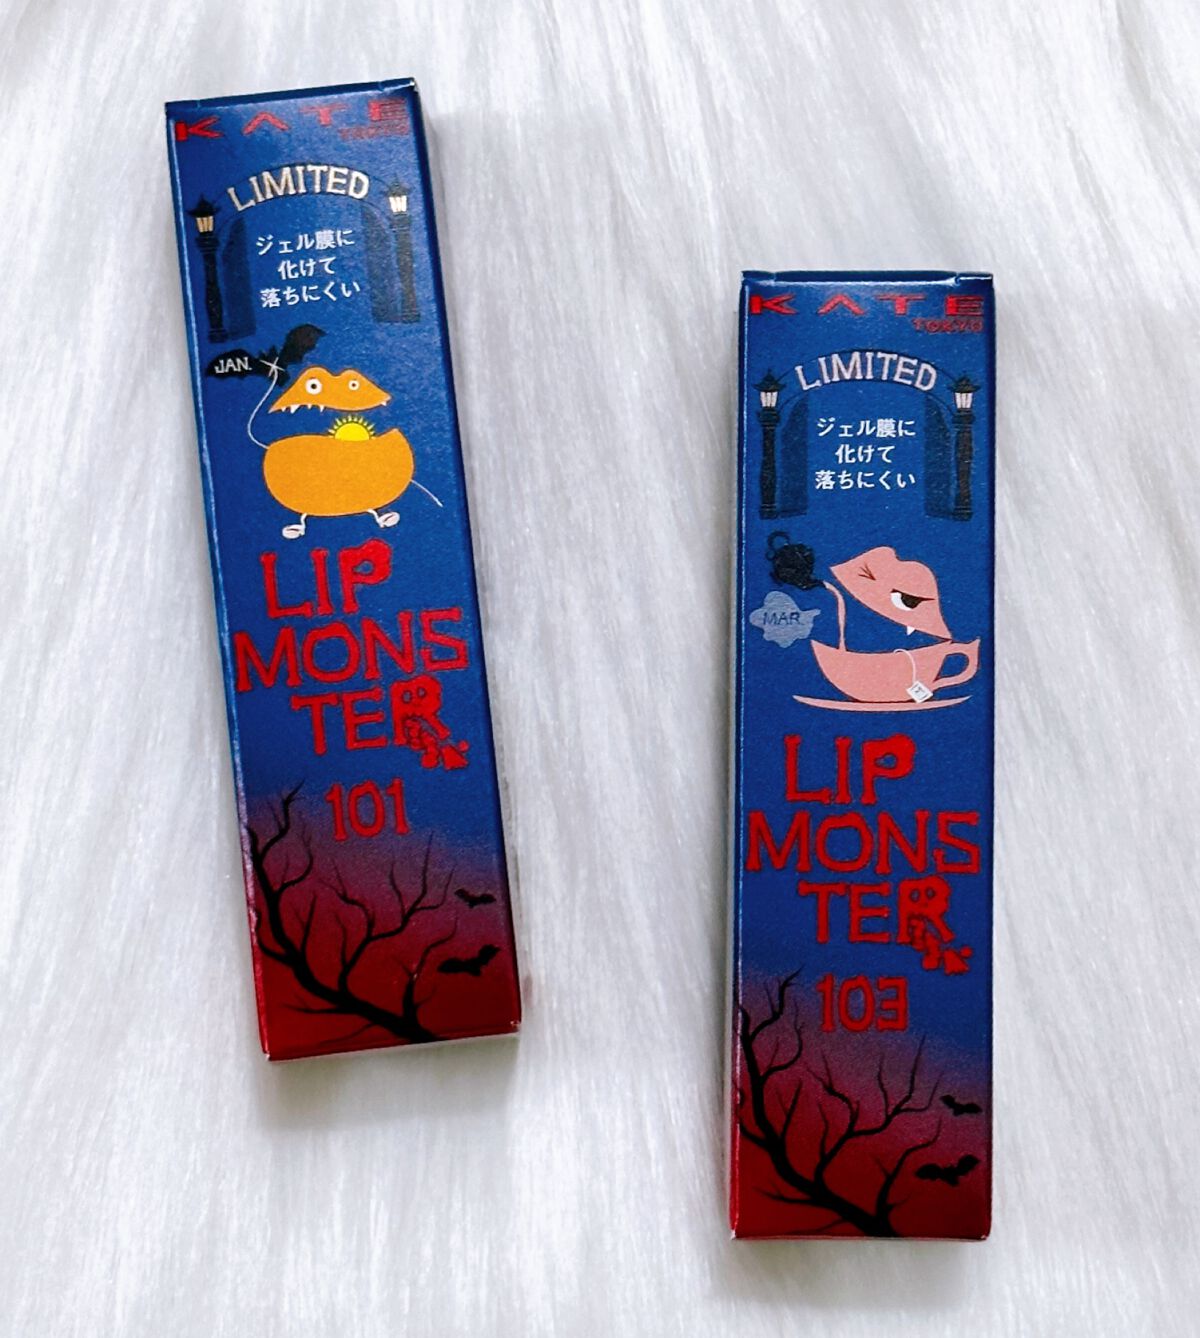 KATE
TOKYO
LIMITED
ジェル膜に
化けて
落ちにくい
JAN.
LIP
MONS
TER
101
KATE
TOKYO
LIMITED
ジェル膜に
化けて
落ちにくい
MAR.
LIP
MONS
TER
103